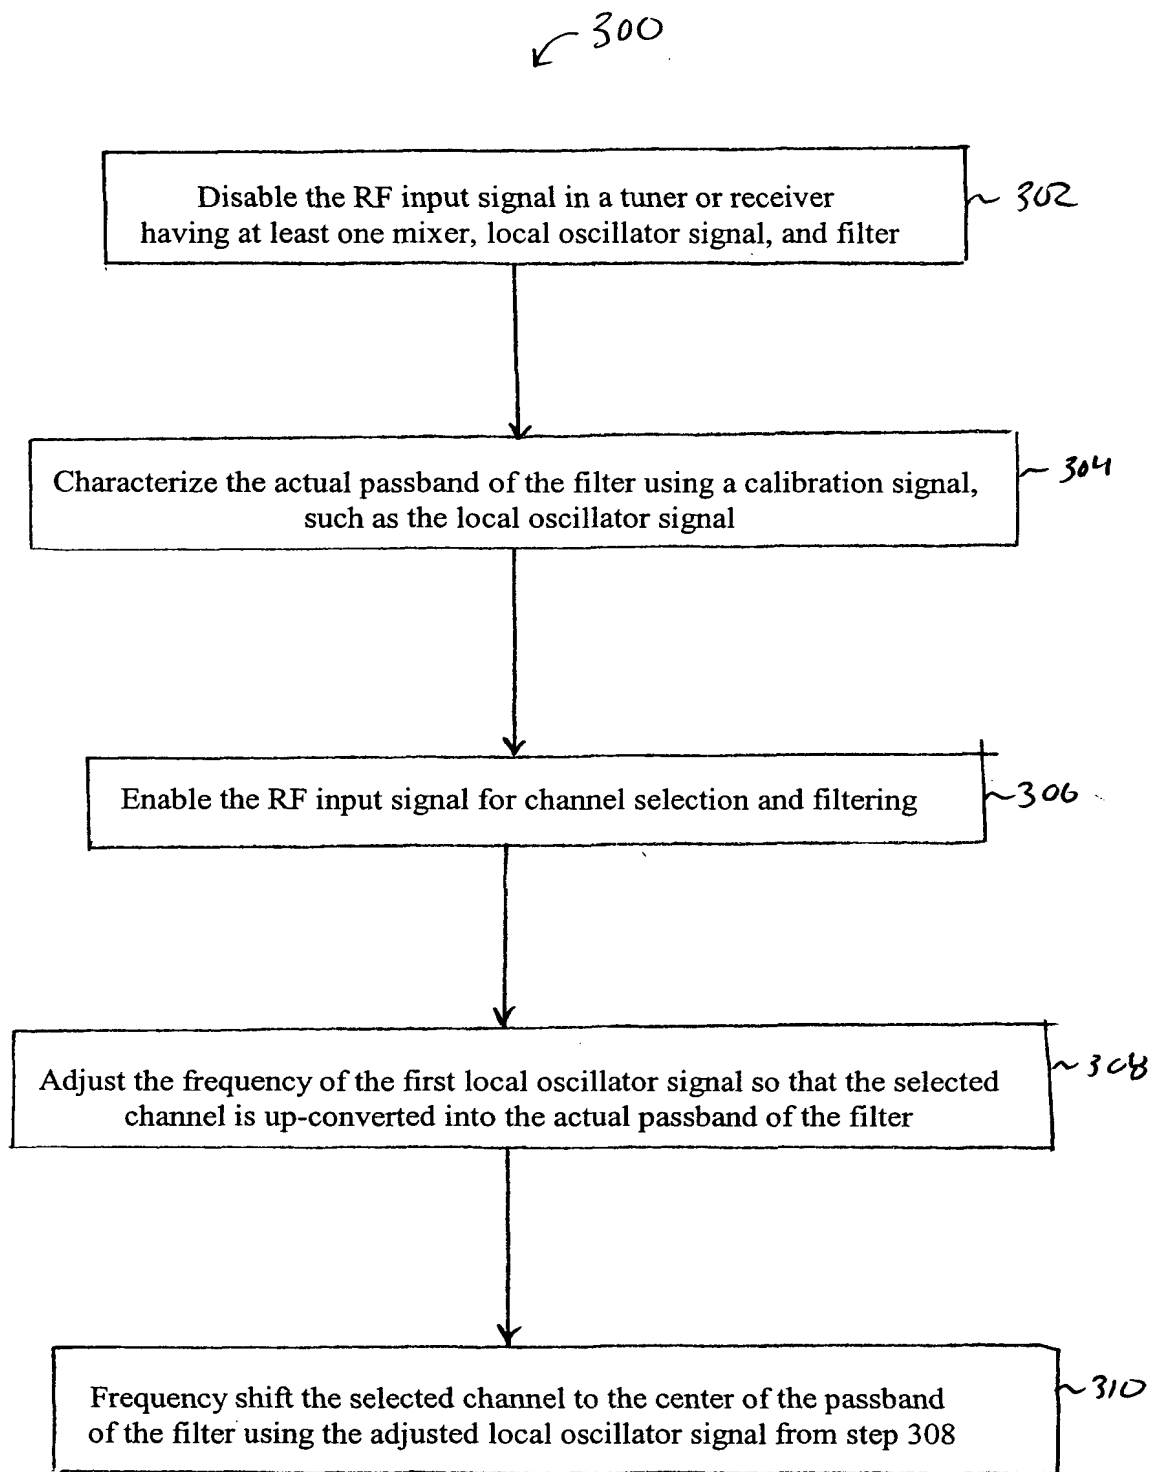 300
Disable the RF input signal in a tuner or receiver
having at least one mixer, local oscillator signal, and filter
302
Characterize the actual passband of the filter using a calibration signal,
such as the local oscillator signal
304
Enable the RF input signal for channel selection and filtering
306
Adjust the frequency of the first local oscillator signal so that the selected
channel is up-converted into the actual passband of the filter
308
Frequency shift the selected channel to the center of the passband
of the filter using the adjusted local oscillator signal from step 308
310